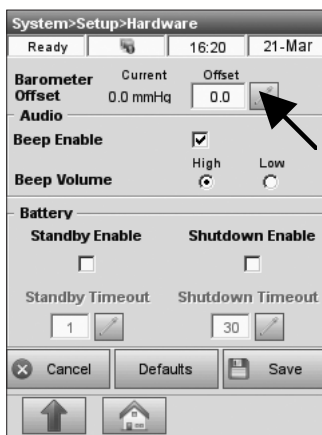 System>Setup>Hardware
Ready 16:20 21-Mar
Current Offset
Barometer Offset 0.0 mmHg 0.0
Audio
Beep Enable
High Low
Beep Volume
Battery
Standby Enable Shutdown Enable
Standby Timeout Shutdown Timeout
1 30
Cancel Defaults Save